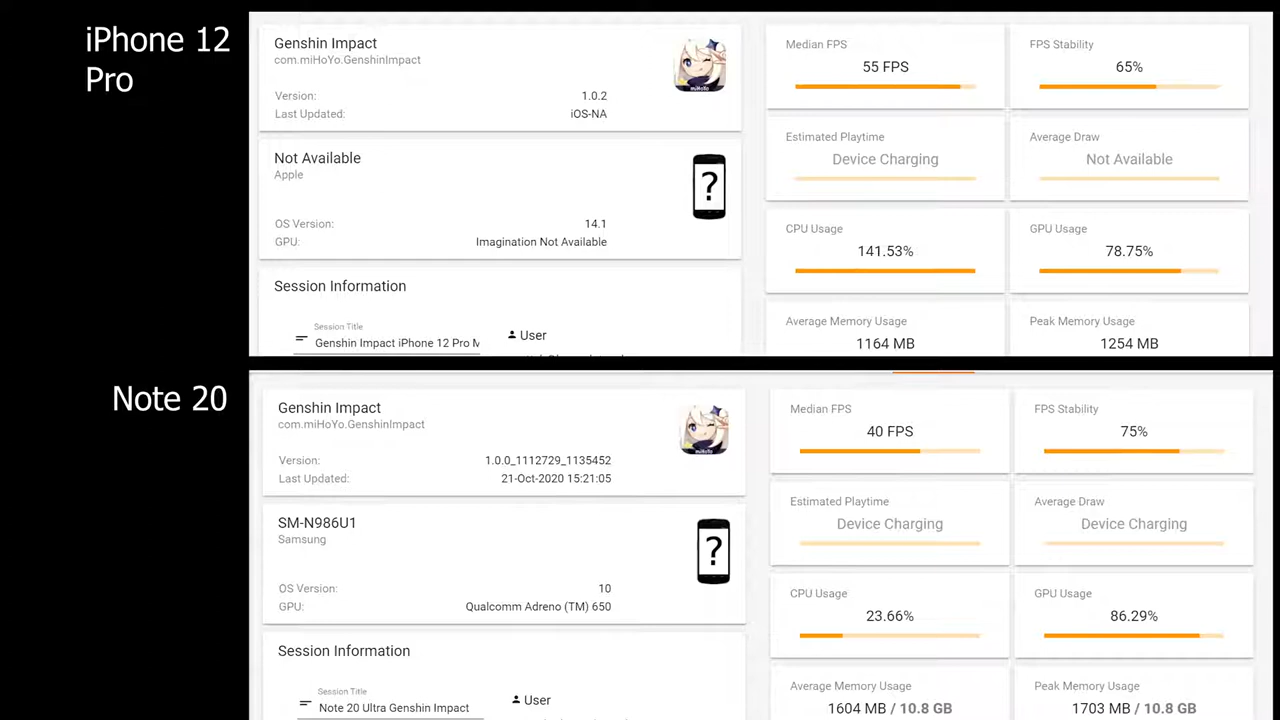 iPhone 12
Pro
Genshin Impact
com.miHoYo.GenshinImpact
miHoYo
Version: 1.0.2
Last Updated: iOS-NA
Not Available
Apple
?
OS Version: 14.1
GPU: Imagination Not Available
Session Information
Session Title
Genshin Impact iPhone 12 Pro M
User
Median FPS
55 FPS
FPS Stability
65%
Estimated Playtime
Device Charging
Average Draw
Not Available
CPU Usage
141.53%
GPU Usage
78.75%
Average Memory Usage
1164 MB
Peak Memory Usage
1254 MB
Note 20
Genshin Impact
com.miHoYo.GenshinImpact
miHoYo
Version: 1.0.0_1112729_1135452
Last Updated: 21-Oct-2020 15:21:05
SM-N986U1
Samsung
?
OS Version: 10
GPU: Qualcomm Adreno (TM) 650
Session Information
Session Title
Note 20 Ultra Genshin Impact
User
Median FPS
40 FPS
FPS Stability
75%
Estimated Playtime
Device Charging
Average Draw
Device Charging
CPU Usage
23.66%
GPU Usage
86.29%
Average Memory Usage
1604 MB / 10.8 GB
Peak Memory Usage
1703 MB / 10.8 GB